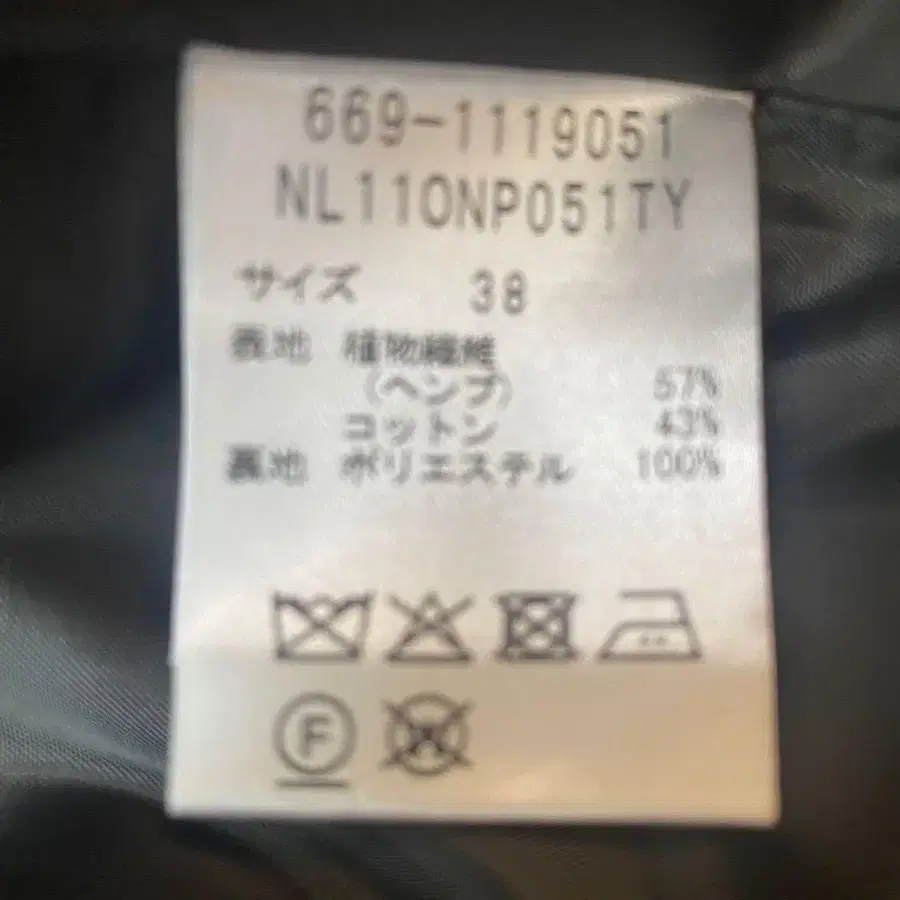 669-1119051
NL110NP051TY
サイズ 38
表地 植物繊維
(ヘンプ) 57%
コットン 43%
裏地 ポリエステル 100%
F
W